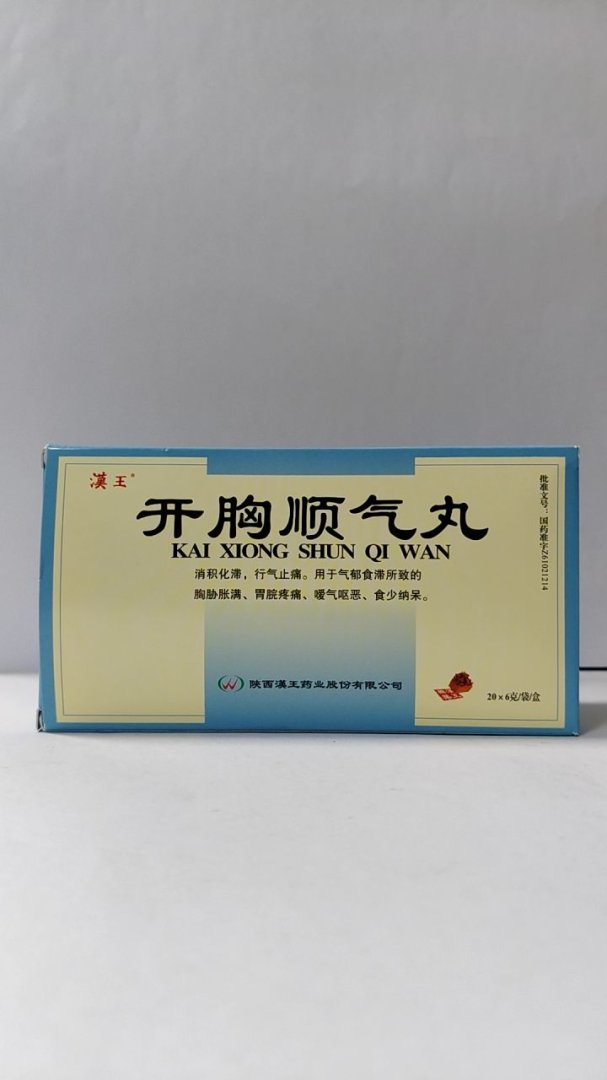 漢王®
开胸顺气丸
KAI XIONG SHUN QI WAN
消积化滞，行气止痛。用于气郁食滞所致的
胸胁胀满、胃脘疼痛、嗳气呕恶、食少纳呆。
陕西漢王药业股份有限公司
20×6克/袋/盒
批准文号：国药准字Z61021214